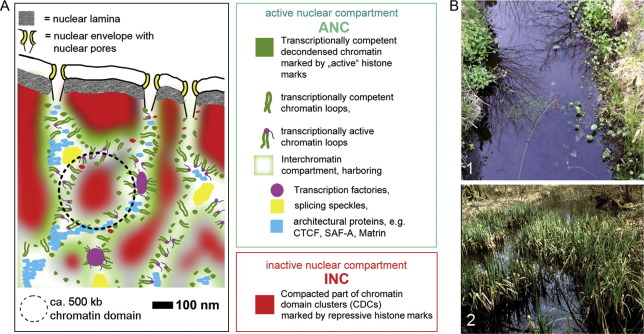 A
= nuclear lamina
= nuclear envelope with
nuclear pores
ca. 500 kb
chromatin domain
100 nm
active nuclear compartment
ANC
Transcriptionally competent
decondensed chromatin
marked by „active" histone
marks
transcriptionally competent
chromatin loops,
transcriptionally active
chromatin loops
Interchromatin
compartment, harboring
Transcription factories,
splicing speckles,
architectural proteins, e.g.
CTCF, SAF-A, Matrin
inactive nuclear compartment
INC
Compacted part of chromatin
domain clusters (CDCs)
marked by repressive histone marks
B
1
2